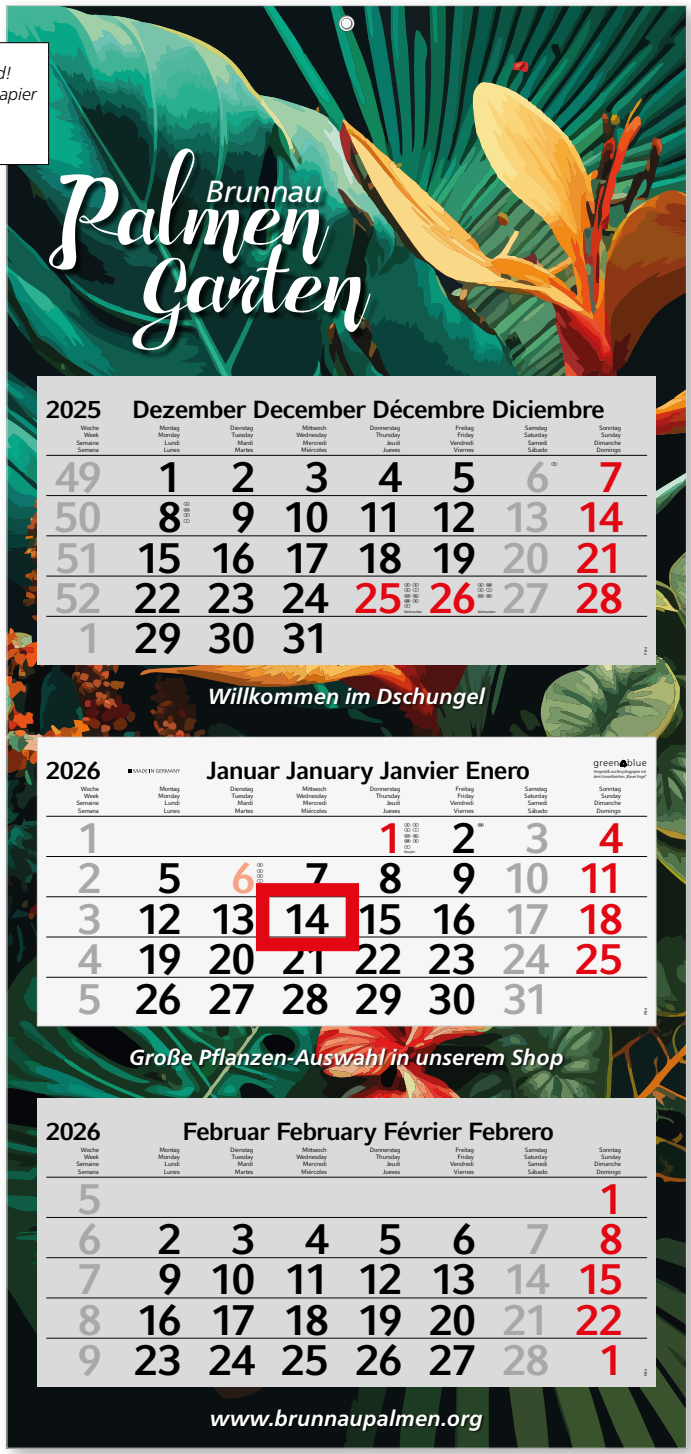 d!
apier
Brunnau
Palmen
Garten
2025 Dezember December Décembre Diciembre
Woche Montag Dienstag Mittwoch Donnerstag Freitag Samstag Sonntag
Week Monday Tuesday Wednesday Thursday Friday Saturday Sunday
Semaine Lundi Mardi Mercredi Jeudi Vendredi Samedi Dimanche
Semana Lunes Martes Miércoles Jueves Viernes Sábado Domingo
49 1 2 3 4 5 6 7
50 8 9 10 11 12 13 14
51 15 16 17 18 19 20 21
52 22 23 24 25 26 27 28
1 29 30 31
Willkommen im Dschungel
2026 MADE IN GERMANY Januar January Janvier Enero greenblue
Woche Montag Dienstag Mittwoch Donnerstag Freitag Samstag Sonntag
Week Monday Tuesday Wednesday Thursday Friday Saturday Sunday
Semaine Lundi Mardi Mercredi Jeudi Vendredi Samedi Dimanche
Semana Lunes Martes Miércoles Jueves Viernes Sábado Domingo
1 1 2 3 4
2 5 6 7 8 9 10 11
3 12 13 14 15 16 17 18
4 19 20 21 22 23 24 25
5 26 27 28 29 30 31
Große Pflanzen-Auswahl in unserem Shop
2026 Februar February Février Febrero
Woche Montag Dienstag Mittwoch Donnerstag Freitag Samstag Sonntag
Week Monday Tuesday Wednesday Thursday Friday Saturday Sunday
Semaine Lundi Mardi Mercredi Jeudi Vendredi Samedi Dimanche
Semana Lunes Martes Miércoles Jueves Viernes Sábado Domingo
5 1
6 2 3 4 5 6 7 8
7 9 10 11 12 13 14 15
8 16 17 18 19 20 21 22
9 23 24 25 26 27 28 1
www.brunnaupalmen.org